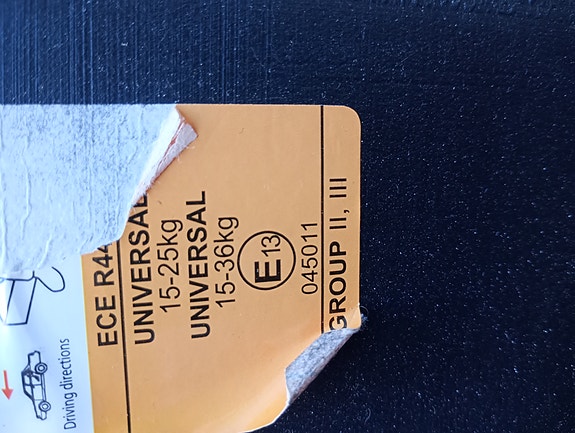 ECE R44
UNIVERSAL
15-25kg
UNIVERSAL
15-36kg
E13
045011
GROUP II, III
Driving directions